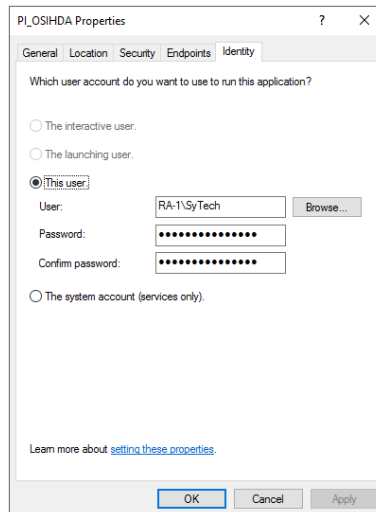 PI_OSIHDA Properties ? X
General Location Security Endpoints Identity
Which user account do you want to use to run this application?
The interactive user.
The launching user.
This user.
User: RA-1\SyTech Browse...
Password: •••••••••••••••
Confirm password: •••••••••••••••
The system account (services only).
Learn more about setting these properties.
OK Cancel Apply